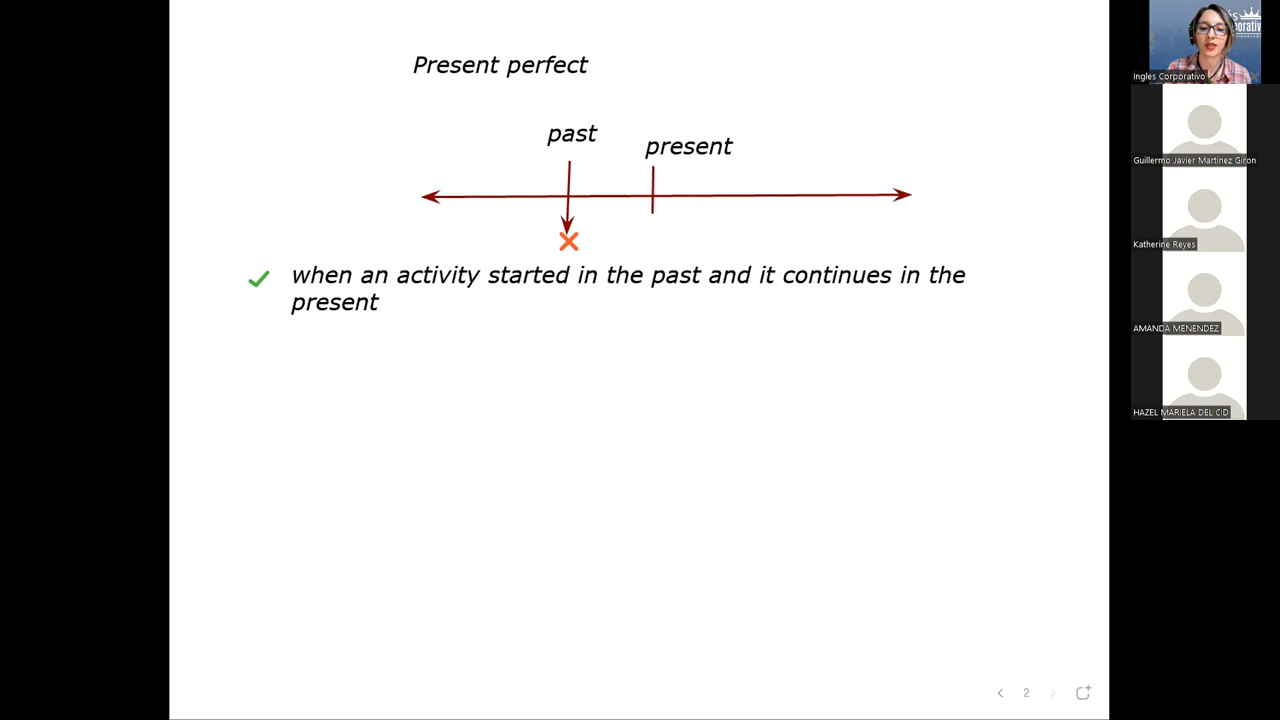 Present perfect
past
present
when an activity started in the past and it continues in the
present
2
Ingles Corporativo
Guillermo Javier Martinez Giron
Katherine Reyes
AMANDA MENENDEZ
HAZEL MARIELA DEL CID